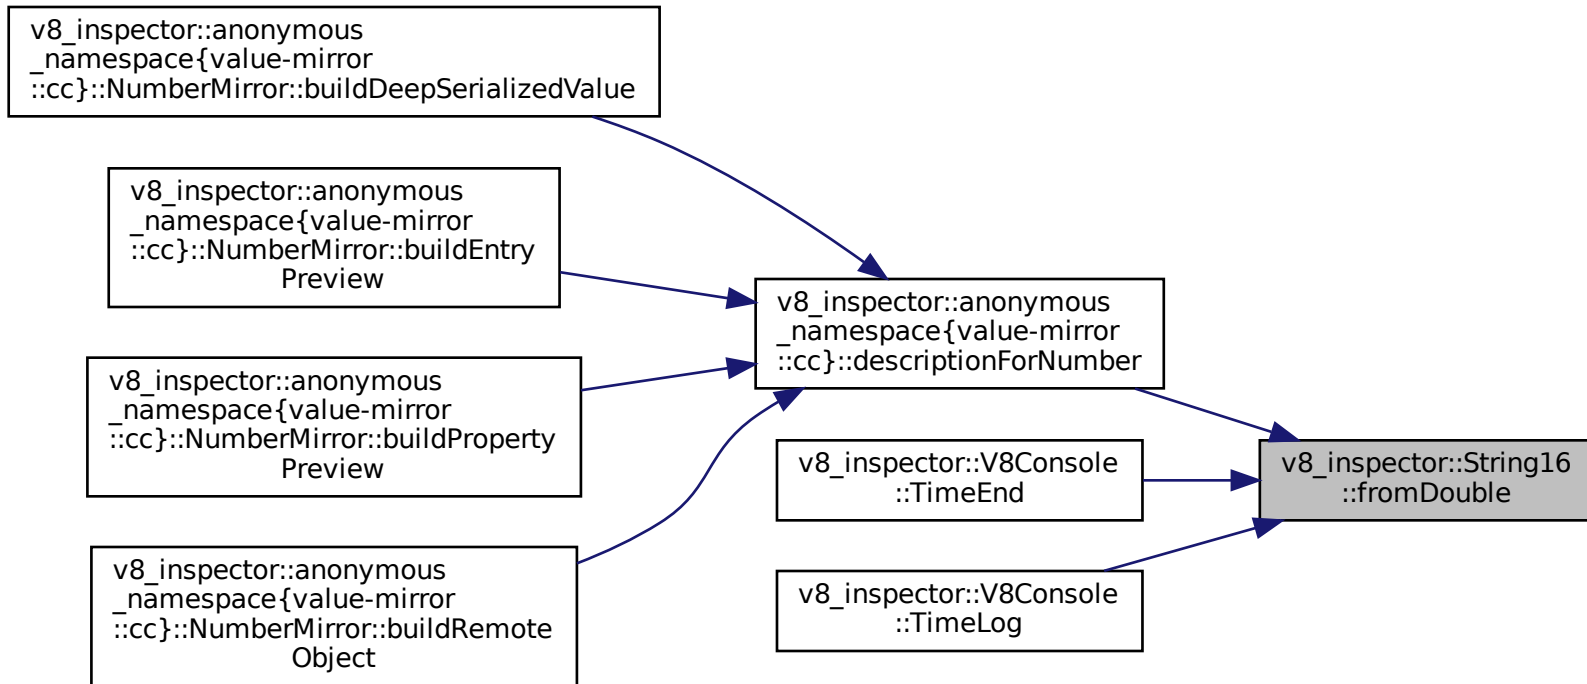 v8_inspector::anonymous
_namespace{value-mirror
::cc}::NumberMirror::buildDeepSerializedValue
v8_inspector::anonymous
_namespace{value-mirror
::cc}::NumberMirror::buildEntry
Preview
v8_inspector::anonymous
_namespace{value-mirror
::cc}::NumberMirror::buildProperty
Preview
v8_inspector::anonymous
_namespace{value-mirror
::cc}::NumberMirror::buildRemote
Object
v8_inspector::anonymous
_namespace{value-mirror
::cc}::descriptionForNumber
v8_inspector::V8Console
::TimeEnd
v8_inspector::V8Console
::TimeLog
v8_inspector::String16
::fromDouble